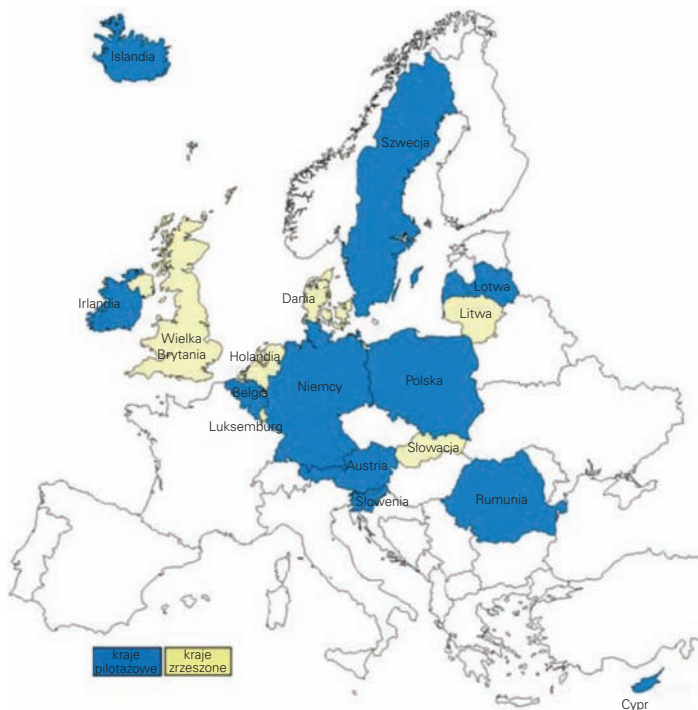 Islandia
Szwecja
Irlandia
Wielka
Brytania
Dania
Lotwa
Litwa
Holandia
Belgia
Niemcy
Polska
Luksemburg
Słowacja
Austria
Słowenia
Rumunia
kraje
pilotażowe
kraje
zrzeszone
Cypr